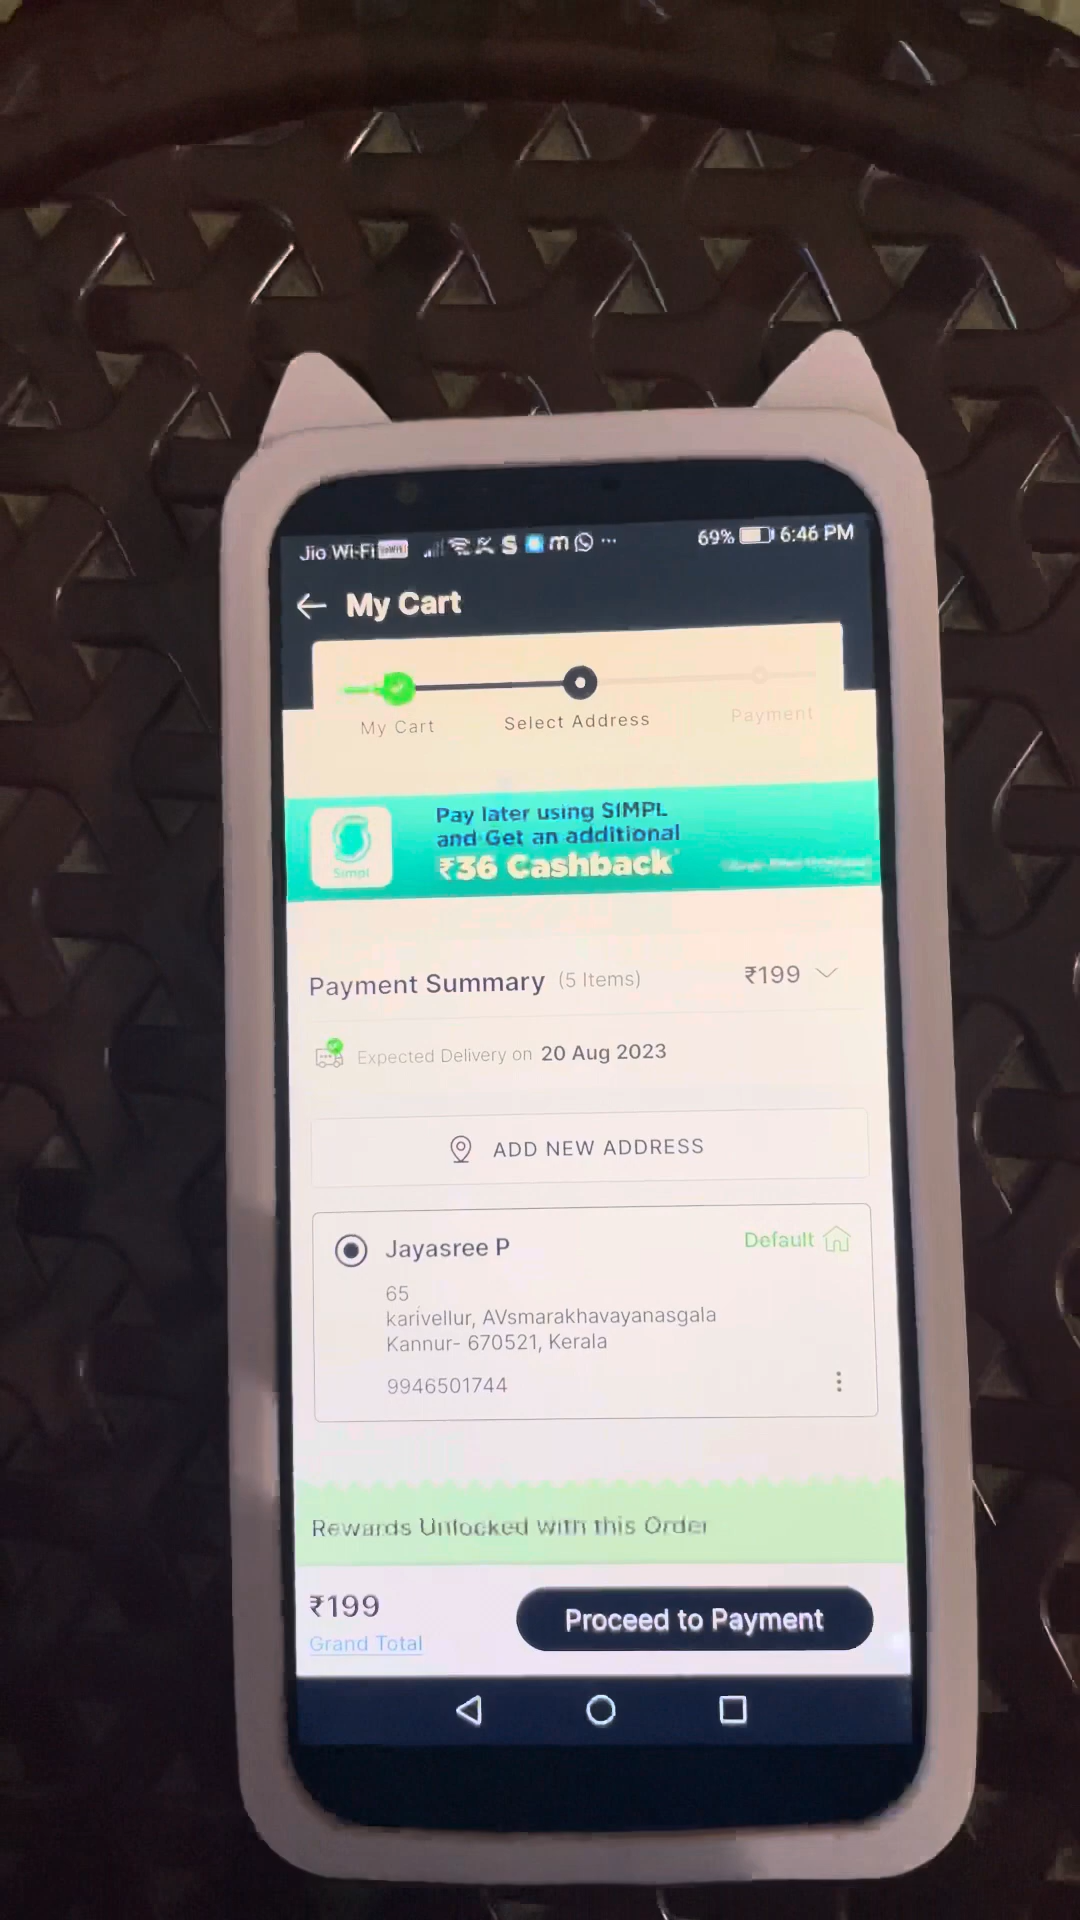 Jio Wi-Fi 69% 6:46 PM
My Cart
My Cart Select Address Payment
Pay later using SIMPL
and Get an additional
₹36 Cashback*
Simpl
Payment Summary (5 Items) ₹199
Expected Delivery on 20 Aug 2023
ADD NEW ADDRESS
Jayasree P Default
65
karivellur, AVsmarakhavayanasgala
Kannur- 670521, Kerala
9946501744
Rewards Unlocked with this Order
₹199
Grand Total
Proceed to Payment